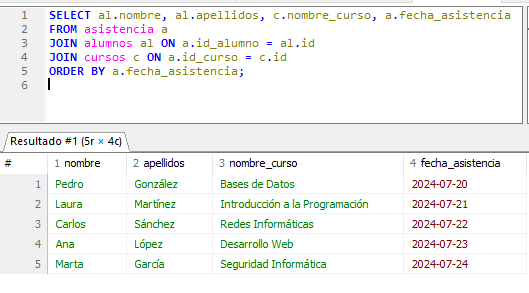 1 SELECT al.nombre, al.apellidos, c.nombre_curso, a.fecha_asistencia
2 FROM asistencia a
3 JOIN alumnos al ON a.id_alumno = al.id
4 JOIN cursos c ON a.id_curso = c.id
5 ORDER BY a.fecha_asistencia;
6
Resultado #1 (5r × 4c)
# 1 nombre 2 apellidos 3 nombre_curso 4 fecha_asistencia
1 Pedro González Bases de Datos 2024-07-20
2 Laura Martínez Introducción a la Programación 2024-07-21
3 Carlos Sánchez Redes Informáticas 2024-07-22
4 Ana López Desarrollo Web 2024-07-23
5 Marta García Seguridad Informática 2024-07-24